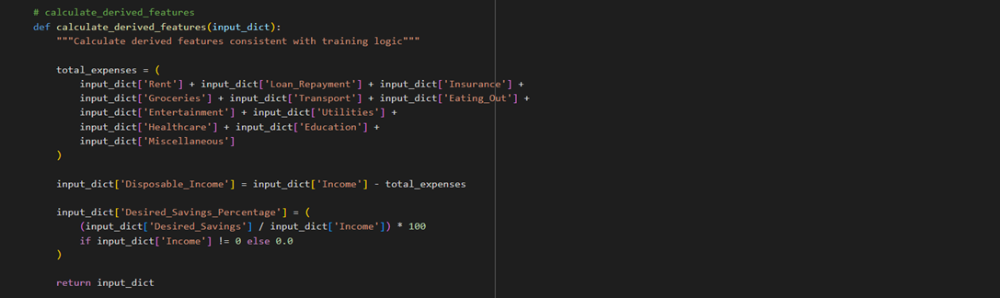 # calculate_derived_features
def calculate_derived_features(input_dict):
    """Calculate derived features consistent with training logic"""
    total_expenses = (
        input_dict['Rent'] + input_dict['Loan_Repayment'] + input_dict['Insurance'] +
        input_dict['Groceries'] + input_dict['Transport'] + input_dict['Eating_Out'] +
        input_dict['Entertainment'] + input_dict['Utilities'] +
        input_dict['Healthcare'] + input_dict['Education'] +
        input_dict['Miscellaneous']
    )
    input_dict['Disposable_Income'] = input_dict['Income'] - total_expenses
    input_dict['Desired_Savings_Percentage'] = (
        (input_dict['Desired_Savings'] / input_dict['Income']) * 100
        if input_dict['Income'] != 0 else 0.0
    )
    return input_dict